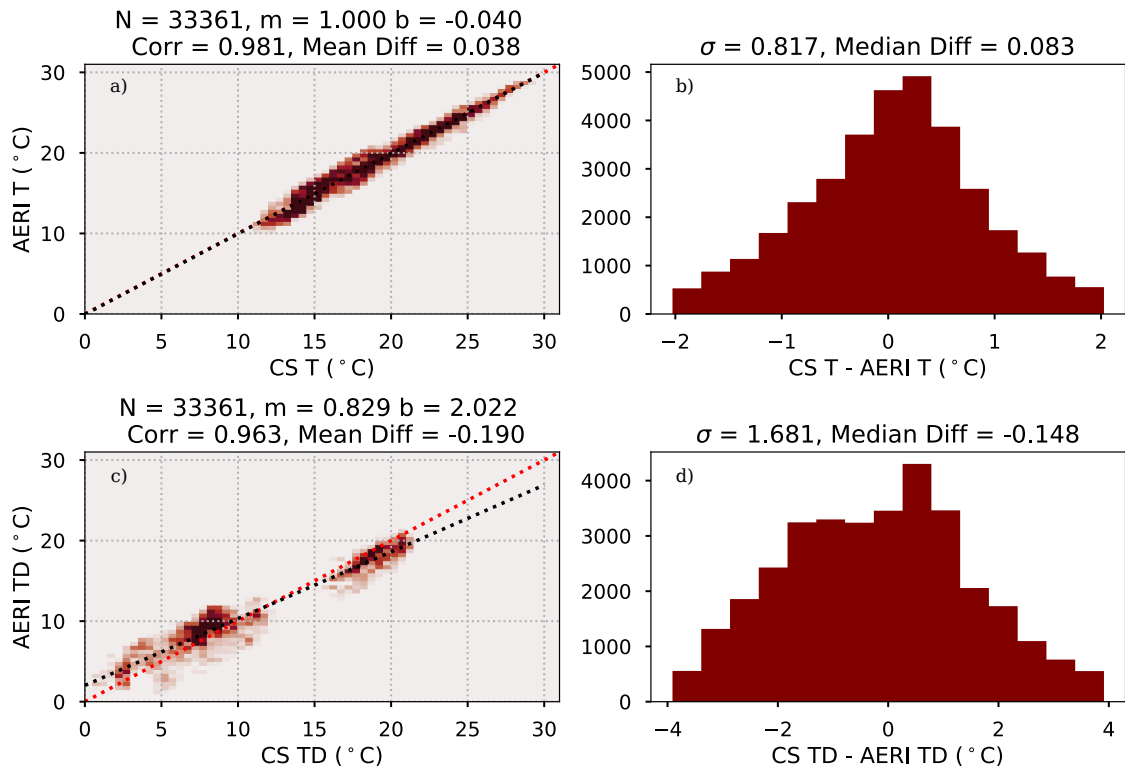 N = 33361, m = 1.000 b = -0.040
Corr = 0.981, Mean Diff = 0.038
a)
AERI T (°C)
30
20
10
0
0 5 10 15 20 25 30
CS T (°C)
σ = 0.817, Median Diff = 0.083
b)
5000
4000
3000
2000
1000
0
−2 −1 0 1 2
CS T - AERI T (°C)
N = 33361, m = 0.829 b = 2.022
Corr = 0.963, Mean Diff = -0.190
c)
AERI TD (°C)
30
20
10
0
0 5 10 15 20 25 30
CS TD (°C)
σ = 1.681, Median Diff = -0.148
d)
4000
3000
2000
1000
0
−4 −2 0 2 4
CS TD - AERI TD (°C)